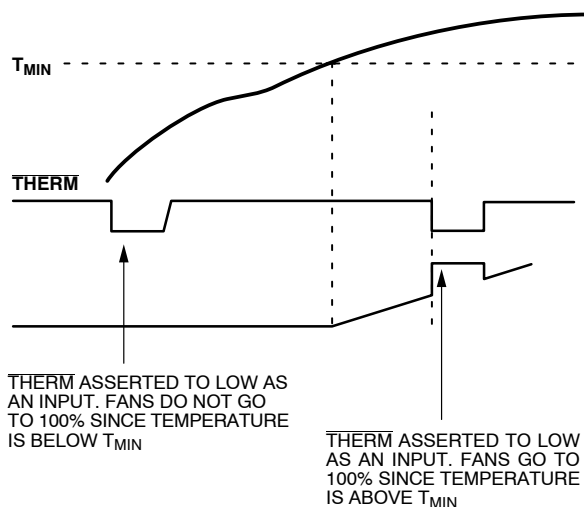 TMIN
THERM
THERM ASSERTED TO LOW AS
AN INPUT. FANS DO NOT GO
TO 100% SINCE TEMPERATURE
IS BELOW TMIN
THERM ASSERTED TO LOW
AS AN INPUT. FANS GO TO
100% SINCE TEMPERATURE
IS ABOVE TMIN